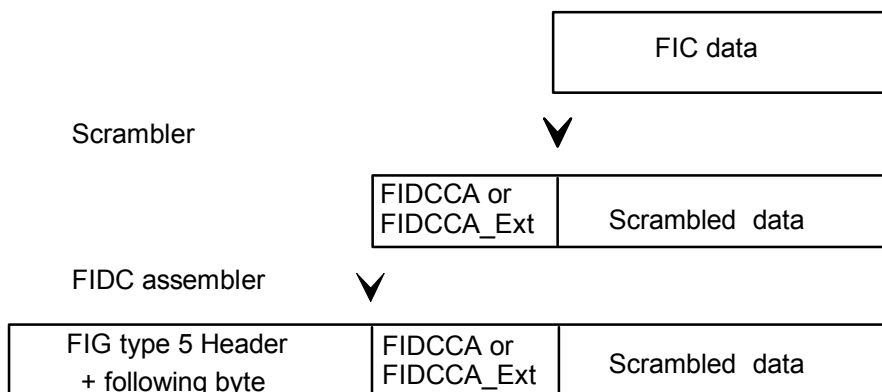 FIC data
Scrambler
FIDCCA or
FIDCCA_Ext
Scrambled data
FIDC assembler
FIG type 5 Header
+ following byte
FIDCCA or
FIDCCA_Ext
Scrambled data